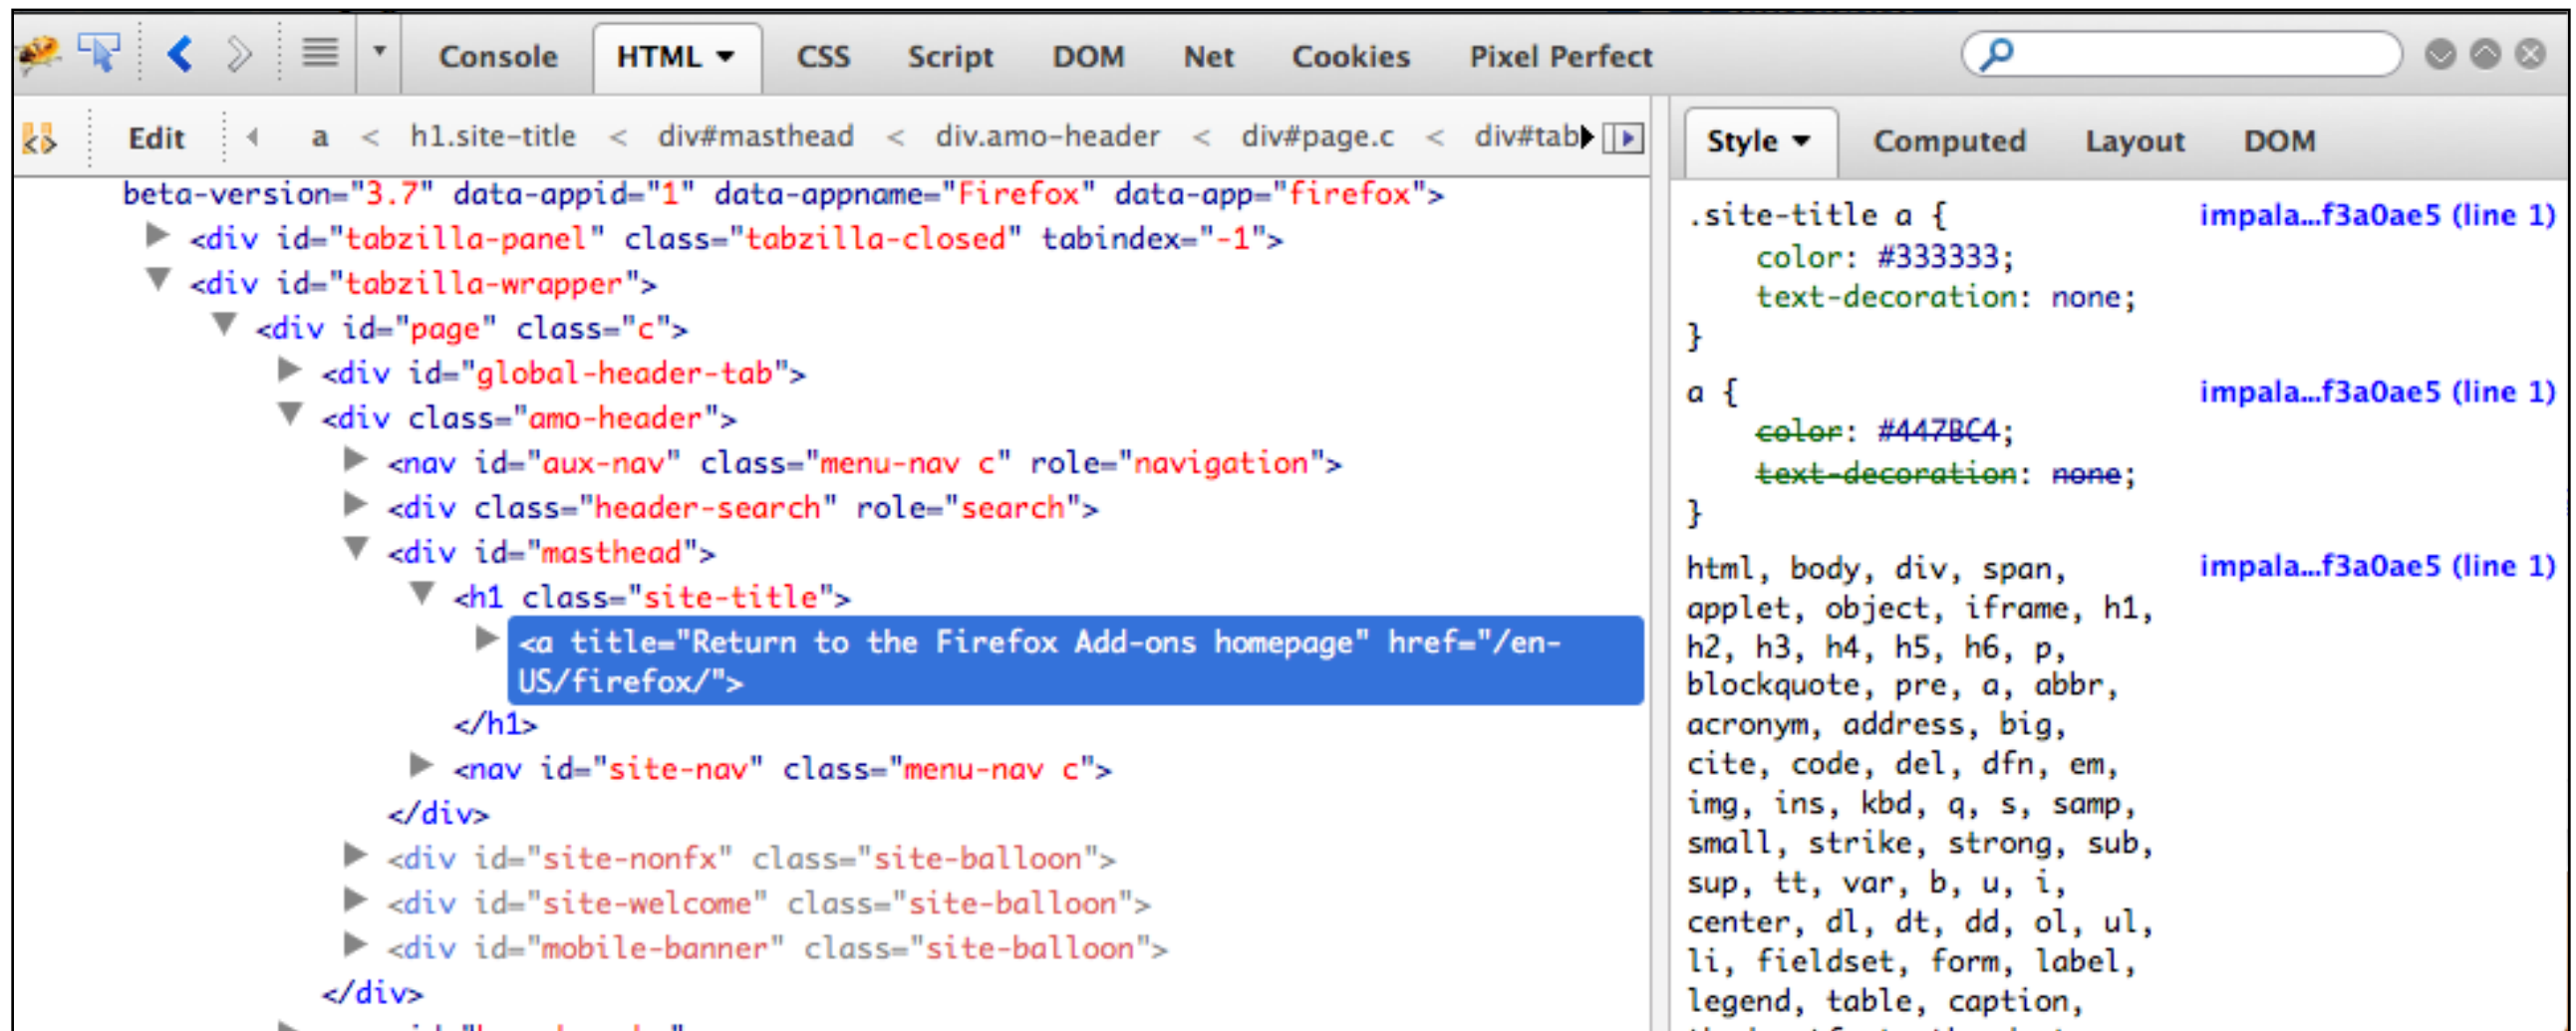 Console HTML CSS Script DOM Net Cookies Pixel Perfect
Edit a < h1.site-title < div#masthead < div.amo-header < div#page.c < div#tab
beta-version="3.7" data-appid="1" data-appname="Firefox" data-app="firefox">
<div id="tabzilla-panel" class="tabzilla-closed" tabindex="-1">
<div id="tabzilla-wrapper">
<div id="page" class="c">
<div id="global-header-tab">
<div class="amo-header">
<nav id="aux-nav" class="menu-nav c" role="navigation">
<div class="header-search" role="search">
<div id="masthead">
<h1 class="site-title">
<a title="Return to the Firefox Add-ons homepage" href="/en-
US/firefox/">
</h1>
<nav id="site-nav" class="menu-nav c">
</div>
<div id="site-nonfx" class="site-balloon">
<div id="site-welcome" class="site-balloon">
<div id="mobile-banner" class="site-balloon">
</div>
Style Computed Layout DOM
.site-title a { impala...f3a0ae5 (line 1)
color: #333333;
text-decoration: none;
}
a { impala...f3a0ae5 (line 1)
color: #447BC4;
text-decoration: none;
}
html, body, div, span, impala...f3a0ae5 (line 1)
applet, object, iframe, h1,
h2, h3, h4, h5, h6, p,
blockquote, pre, a, abbr,
acronym, address, big,
cite, code, del, dfn, em,
img, ins, kbd, q, s, samp,
small, strike, strong, sub,
sup, tt, var, b, u, i,
center, dl, dt, dd, ol, ul,
li, fieldset, form, label,
legend, table, caption,